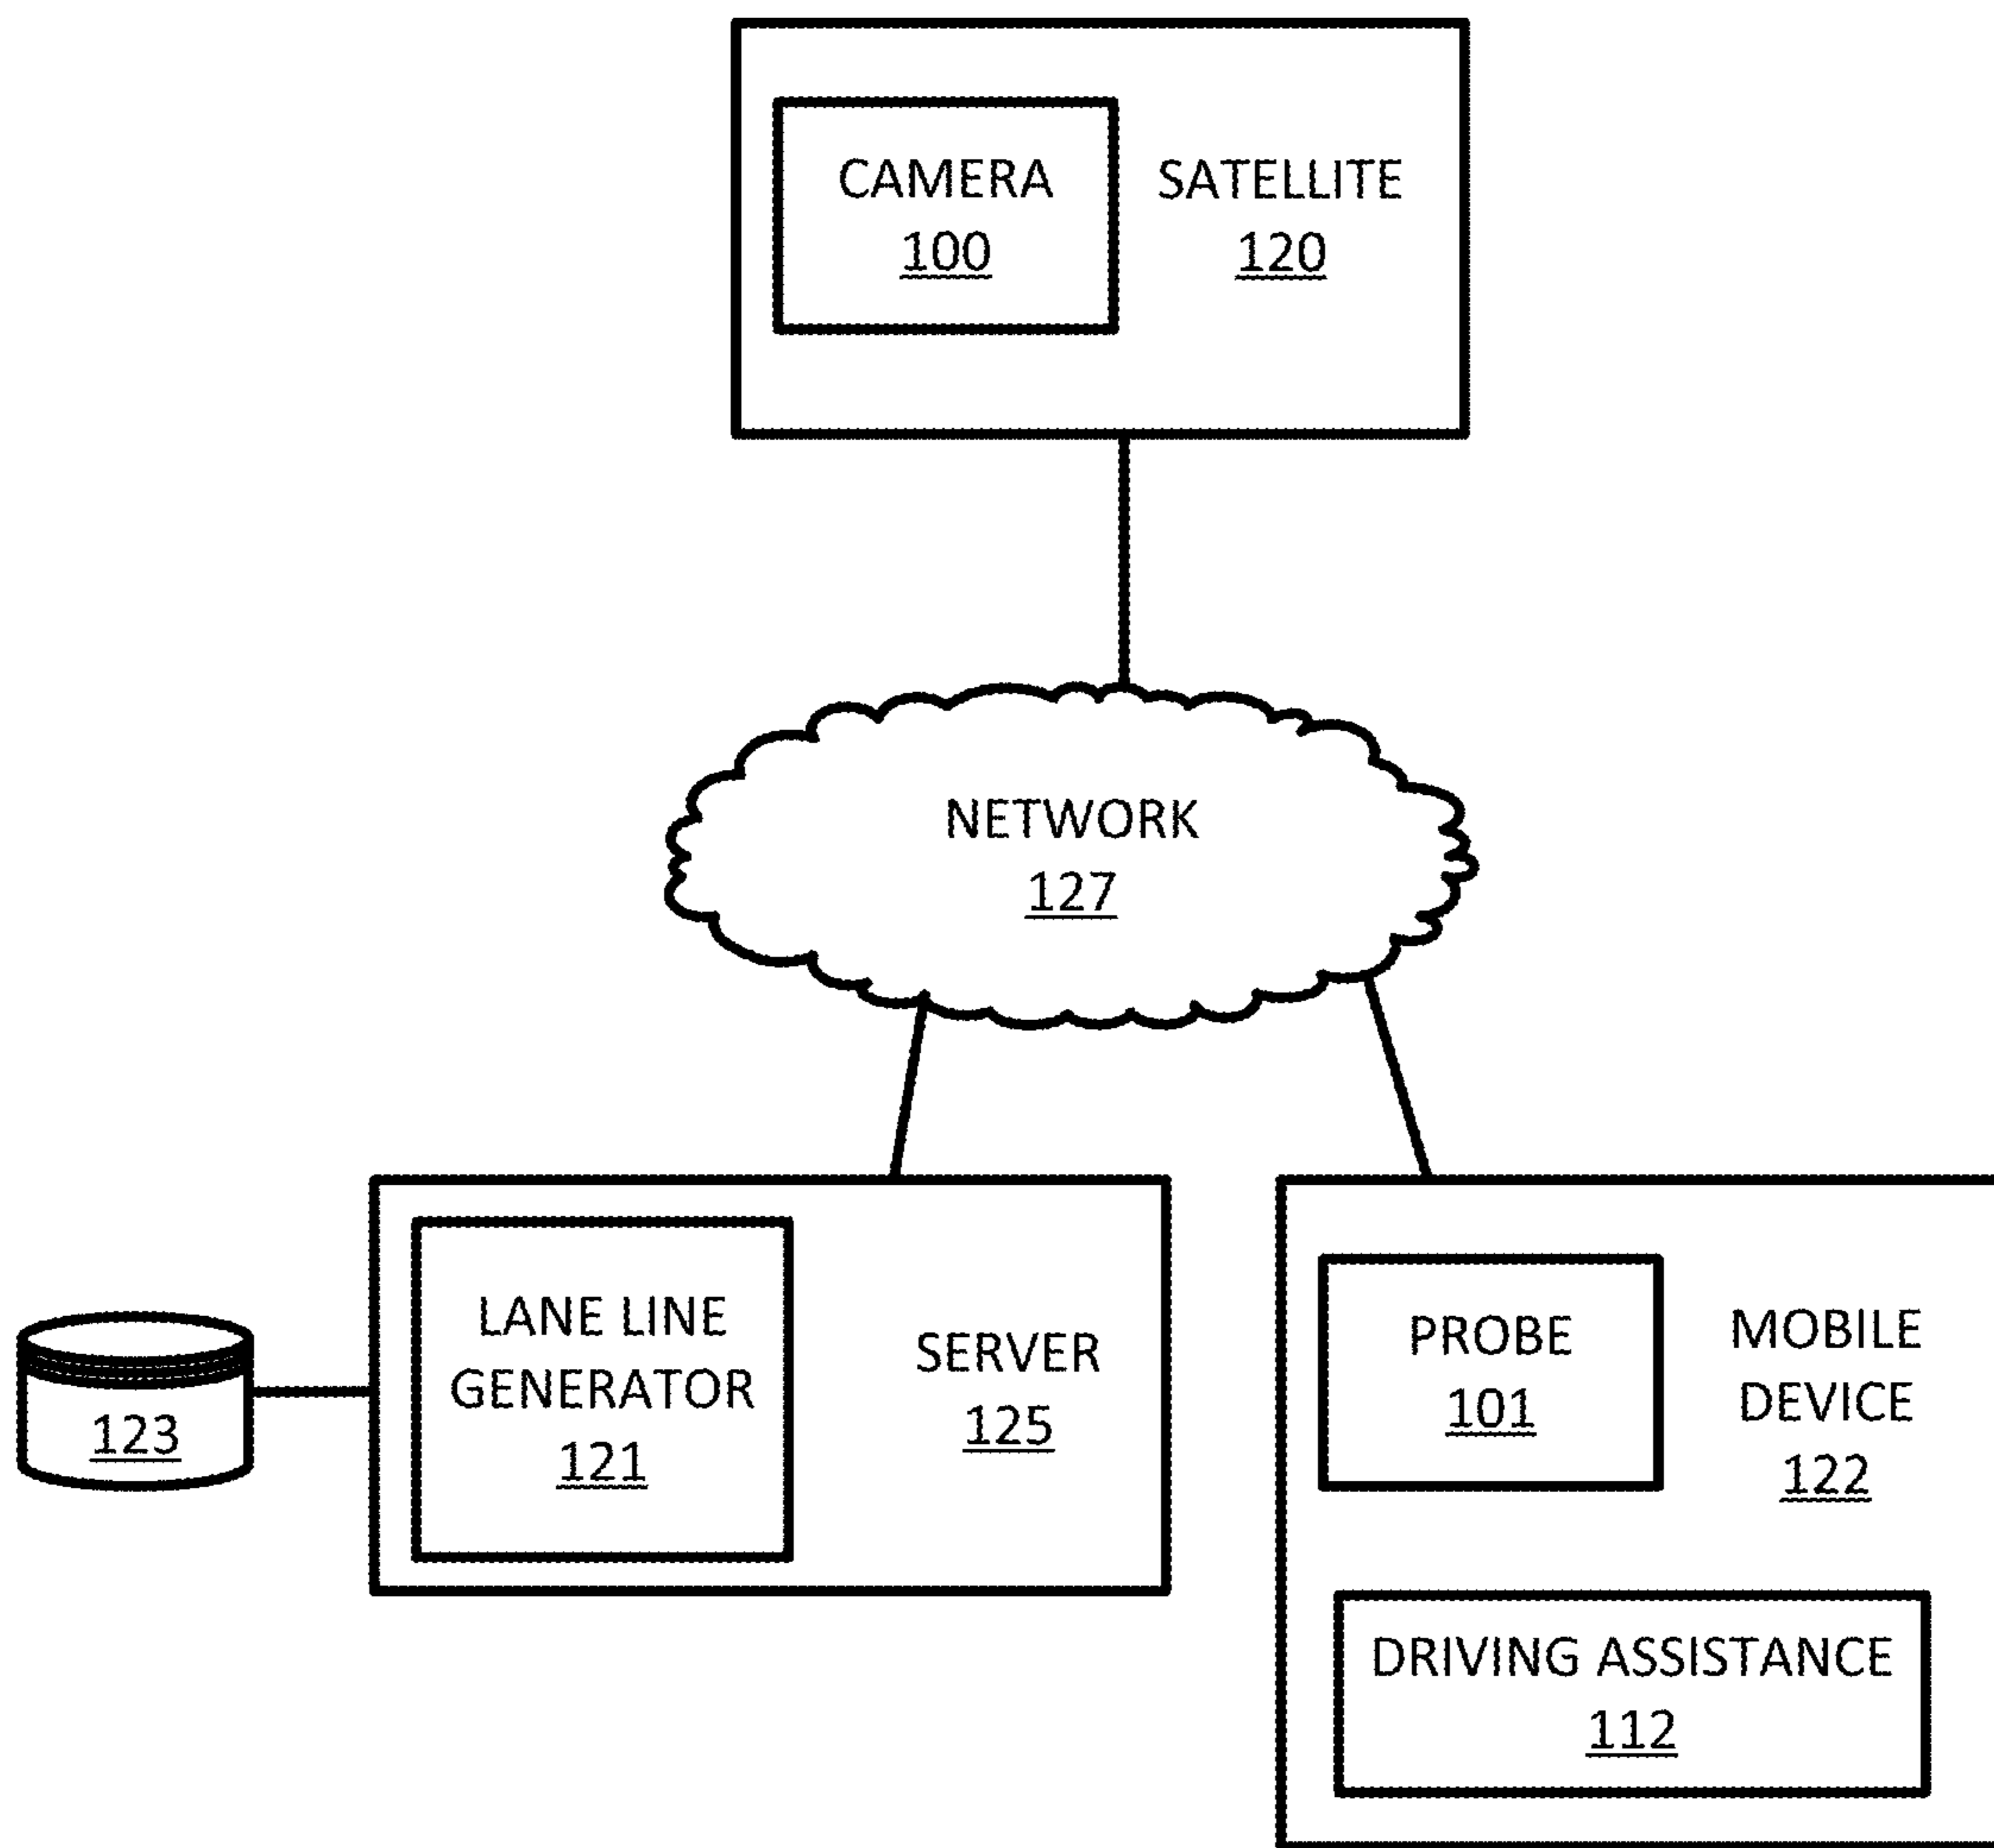 CAMERA
100
SATELLITE
120
NETWORK
127
LANE LINE
GENERATOR
121
SERVER
125
123
PROBE
101
MOBILE
DEVICE
122
DRIVING ASSISTANCE
112